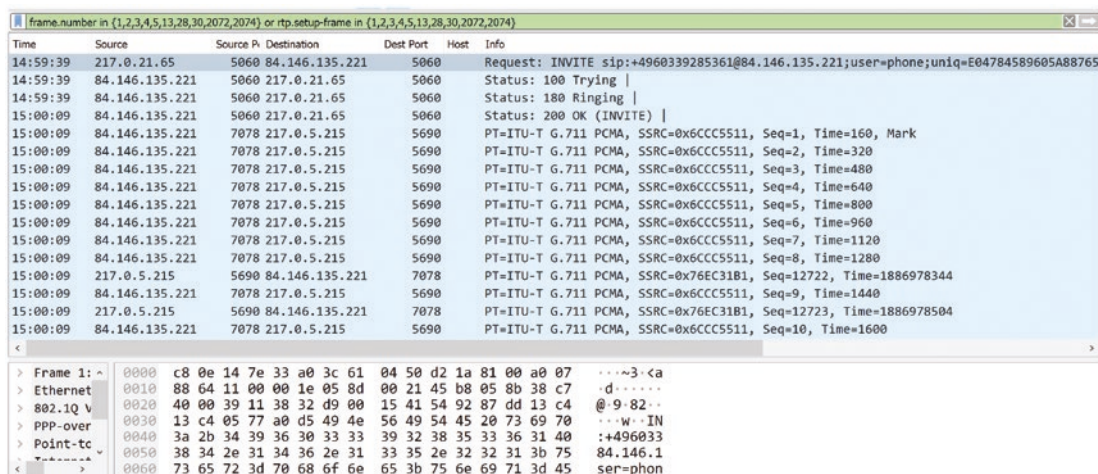 frame.number in {1,2,3,4,5,13,28,30,2072,2074} or rtp.setup-frame in {1,2,3,4,5,13,28,30,2072,2074}
Time Source Source P Destination Dest Port Host Info
14:59:39 217.0.21.65 5060 84.146.135.221 5060 Request: INVITE sip:+4960339285361@84.146.135.221;user=phone;uniq=E04784589605A88765
14:59:39 84.146.135.221 5060 217.0.21.65 5060 Status: 100 Trying |
14:59:39 84.146.135.221 5060 217.0.21.65 5060 Status: 180 Ringing |
15:00:09 84.146.135.221 5060 217.0.21.65 5060 Status: 200 OK (INVITE) |
15:00:09 84.146.135.221 7078 217.0.5.215 5690 PT=ITU-T G.711 PCMA, SSRC=0x6CCC5511, Seq=1, Time=160, Mark
15:00:09 84.146.135.221 7078 217.0.5.215 5690 PT=ITU-T G.711 PCMA, SSRC=0x6CCC5511, Seq=2, Time=320
15:00:09 84.146.135.221 7078 217.0.5.215 5690 PT=ITU-T G.711 PCMA, SSRC=0x6CCC5511, Seq=3, Time=480
15:00:09 84.146.135.221 7078 217.0.5.215 5690 PT=ITU-T G.711 PCMA, SSRC=0x6CCC5511, Seq=4, Time=640
15:00:09 84.146.135.221 7078 217.0.5.215 5690 PT=ITU-T G.711 PCMA, SSRC=0x6CCC5511, Seq=5, Time=800
15:00:09 84.146.135.221 7078 217.0.5.215 5690 PT=ITU-T G.711 PCMA, SSRC=0x6CCC5511, Seq=6, Time=960
15:00:09 84.146.135.221 7078 217.0.5.215 5690 PT=ITU-T G.711 PCMA, SSRC=0x6CCC5511, Seq=7, Time=1120
15:00:09 84.146.135.221 7078 217.0.5.215 5690 PT=ITU-T G.711 PCMA, SSRC=0x6CCC5511, Seq=8, Time=1280
15:00:09 217.0.5.215 5690 84.146.135.221 7078 PT=ITU-T G.711 PCMA, SSRC=0x76EC31B1, Seq=12722, Time=1886978344
15:00:09 84.146.135.221 7078 217.0.5.215 5690 PT=ITU-T G.711 PCMA, SSRC=0x6CCC5511, Seq=9, Time=1440
15:00:09 217.0.5.215 5690 84.146.135.221 7078 PT=ITU-T G.711 PCMA, SSRC=0x76EC31B1, Seq=12723, Time=1886978504
15:00:09 84.146.135.221 7078 217.0.5.215 5690 PT=ITU-T G.711 PCMA, SSRC=0x6CCC5511, Seq=10, Time=1600
> Frame 1: 0000 c8 0e 14 7e 33 a0 3c 61 04 50 d2 1a 81 00 a0 07 ···~3·<a
> Ethernet 0010 88 64 11 00 00 1e 05 8d 00 21 45 b8 05 8b 38 c7 ·d······
> 802.1Q V 0020 40 00 39 11 38 32 d9 00 15 41 54 92 87 dd 13 c4 @·9·82··
> PPP-over 0030 13 c4 05 77 a0 d5 49 4e 56 49 54 45 20 73 69 70 ···w··IN
> Point-to 0040 3a 2b 34 39 36 30 33 33 39 32 38 35 33 36 31 40 :+496033
0050 38 34 2e 31 34 36 2e 31 33 35 2e 32 32 31 3b 75 84.146.1
0060 73 65 72 3d 70 68 6f 6e 65 3b 75 6e 69 71 3d 45 ser=phon